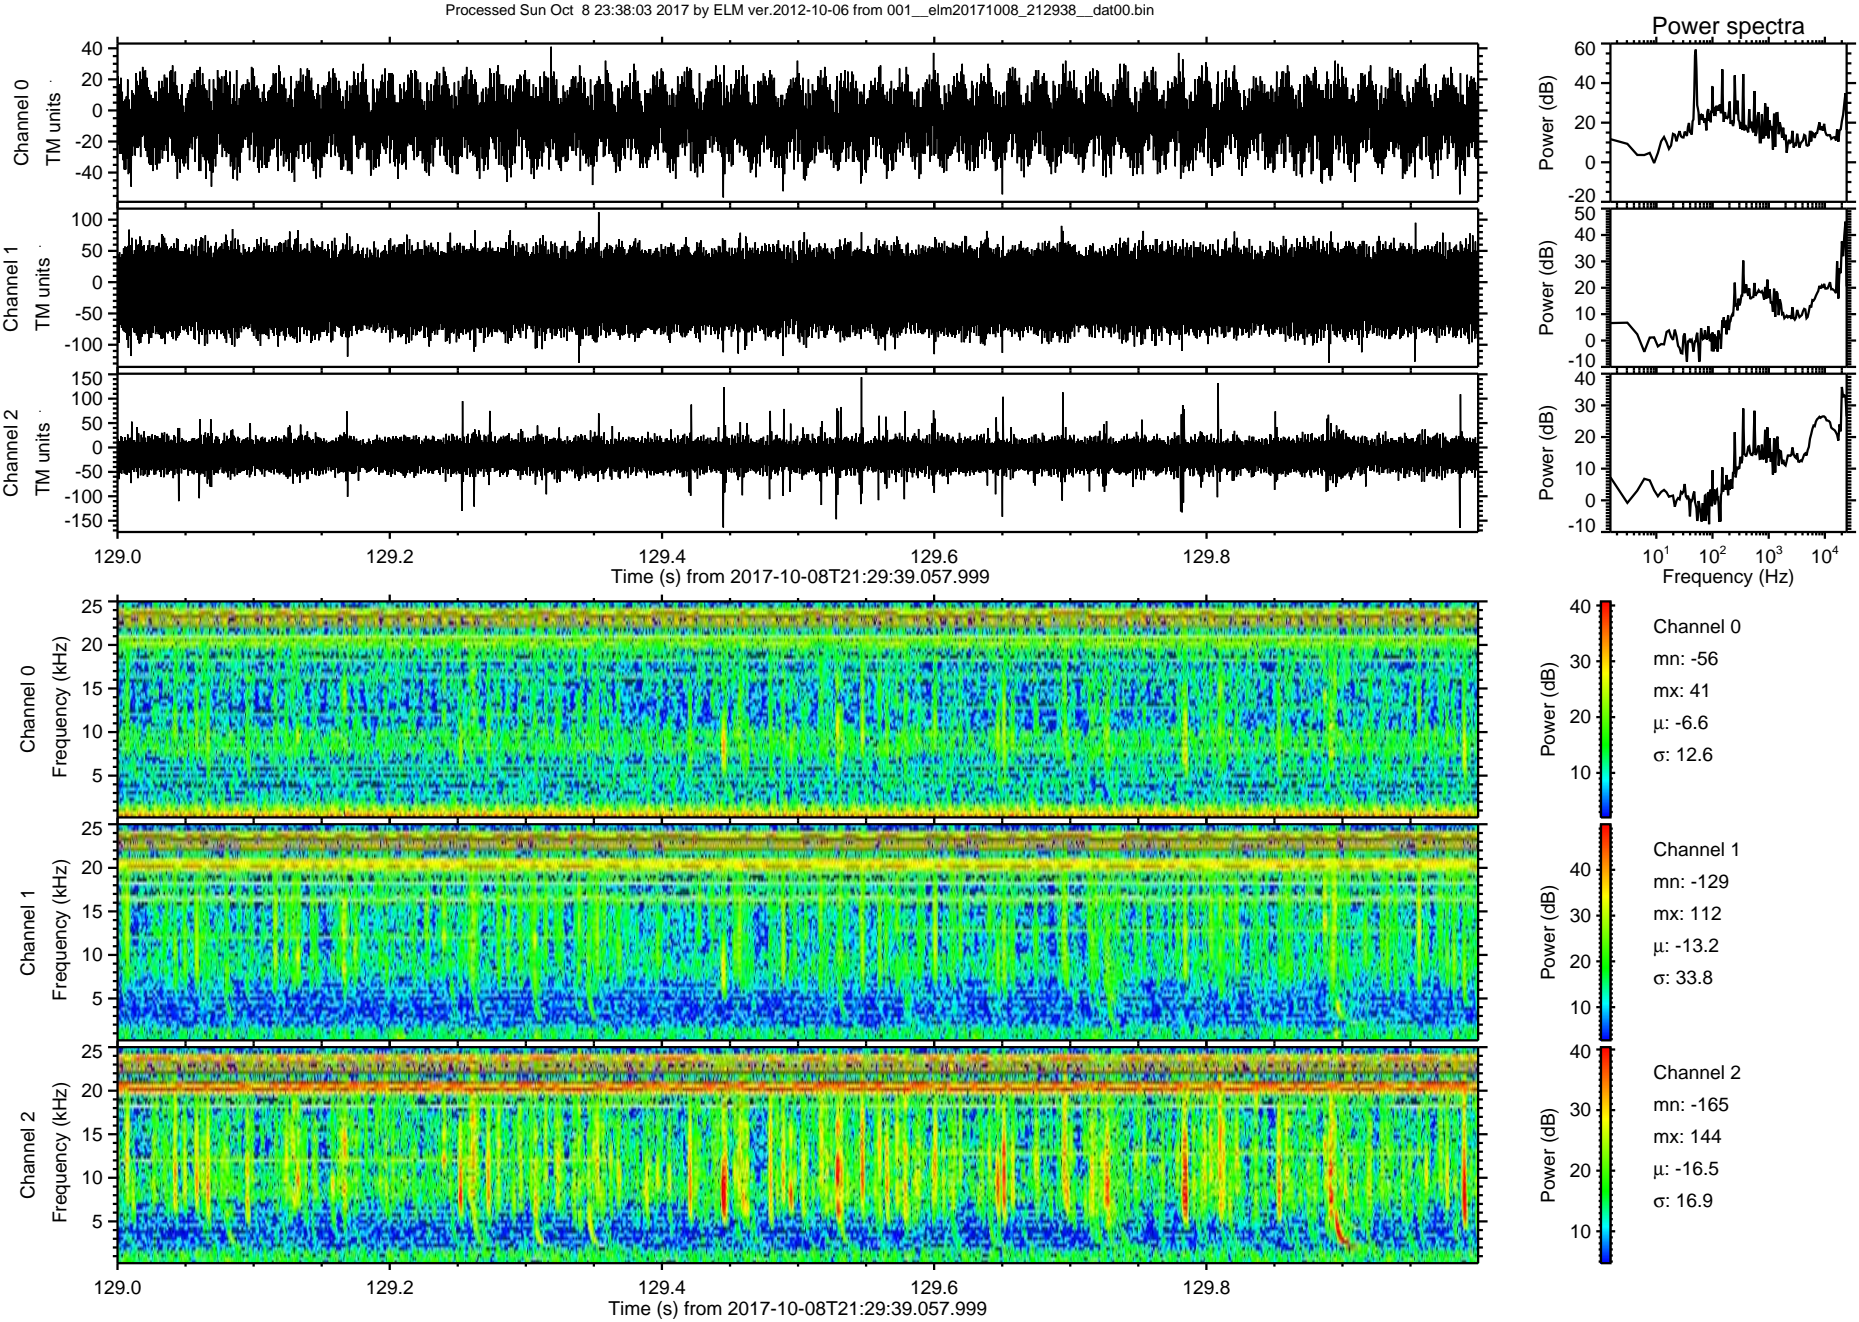 Processed Sun Oct  8 23:38:03 2017 by ELM ver.2012-10-06 from 001__elm20171008_212938__dat00.bin
Power spectra
Channel 0
TM units
40
20
0
-20
-40
Power (dB)
60
40
20
0
-20
Channel 1
TM units
100
50
0
-50
-100
Power (dB)
50
40
30
20
10
0
-10
Channel 2
TM units
150
100
50
0
-50
-100
-150
Power (dB)
40
30
20
10
0
-10
129.0 129.2 129.4 129.6 129.8
Time (s) from 2017-10-08T21:29:39.057.999
10¹ 10² 10³ 10⁴
Frequency (Hz)
Channel 0
Frequency (kHz)
25
20
15
10
5
Power (dB)
40
30
20
10
Channel 0
mn: -56
mx: 41
μ: -6.6
σ: 12.6
Channel 1
Frequency (kHz)
25
20
15
10
5
Power (dB)
40
30
20
10
Channel 1
mn: -129
mx: 112
μ: -13.2
σ: 33.8
Channel 2
Frequency (kHz)
25
20
15
10
5
Power (dB)
40
30
20
10
Channel 2
mn: -165
mx: 144
μ: -16.5
σ: 16.9
129.0 129.2 129.4 129.6 129.8
Time (s) from 2017-10-08T21:29:39.057.999